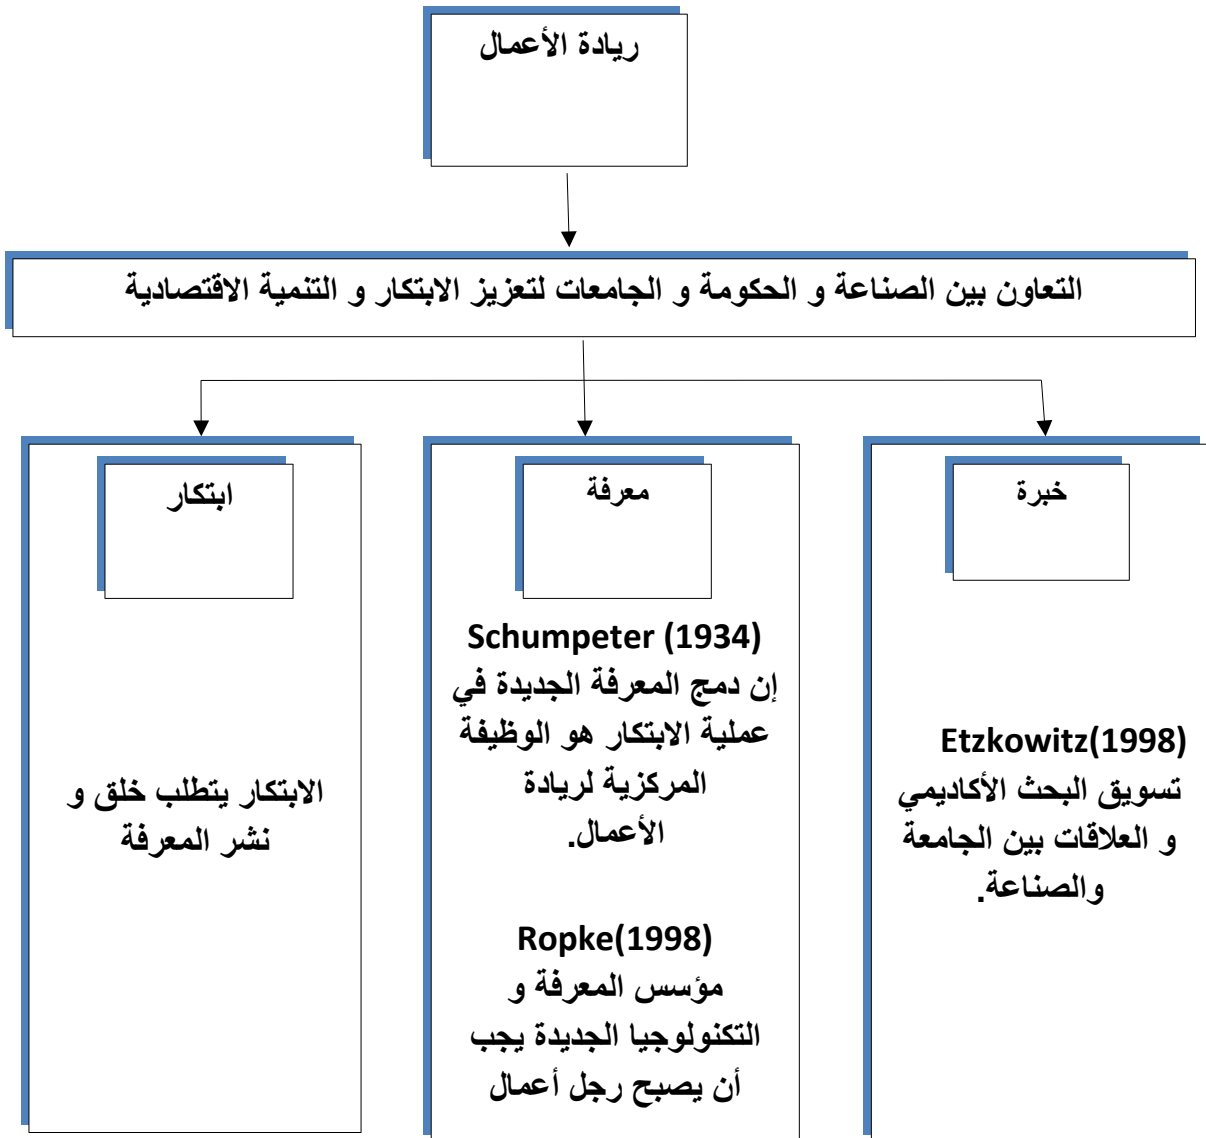 ريادة الأعمال
التعاون بين الصناعة و الحكومة و الجامعات لتعزيز الابتكار و التنمية الاقتصادية
خبرة
Etzkowitz(1998)
تسويق البحث الأكاديمي
و العلاقات بين الجامعة
والصناعة.
معرفة
Schumpeter (1934)
إن دمج المعرفة الجديدة في
عملية الابتكار هو الوظيفة
المركزية لريادة
الأعمال.
Ropke(1998)
مؤسس المعرفة و
التكنولوجيا الجديدة يجب
أن يصبح رجل أعمال
ابتكار
الابتكار يتطلب خلق و
نشر المعرفة